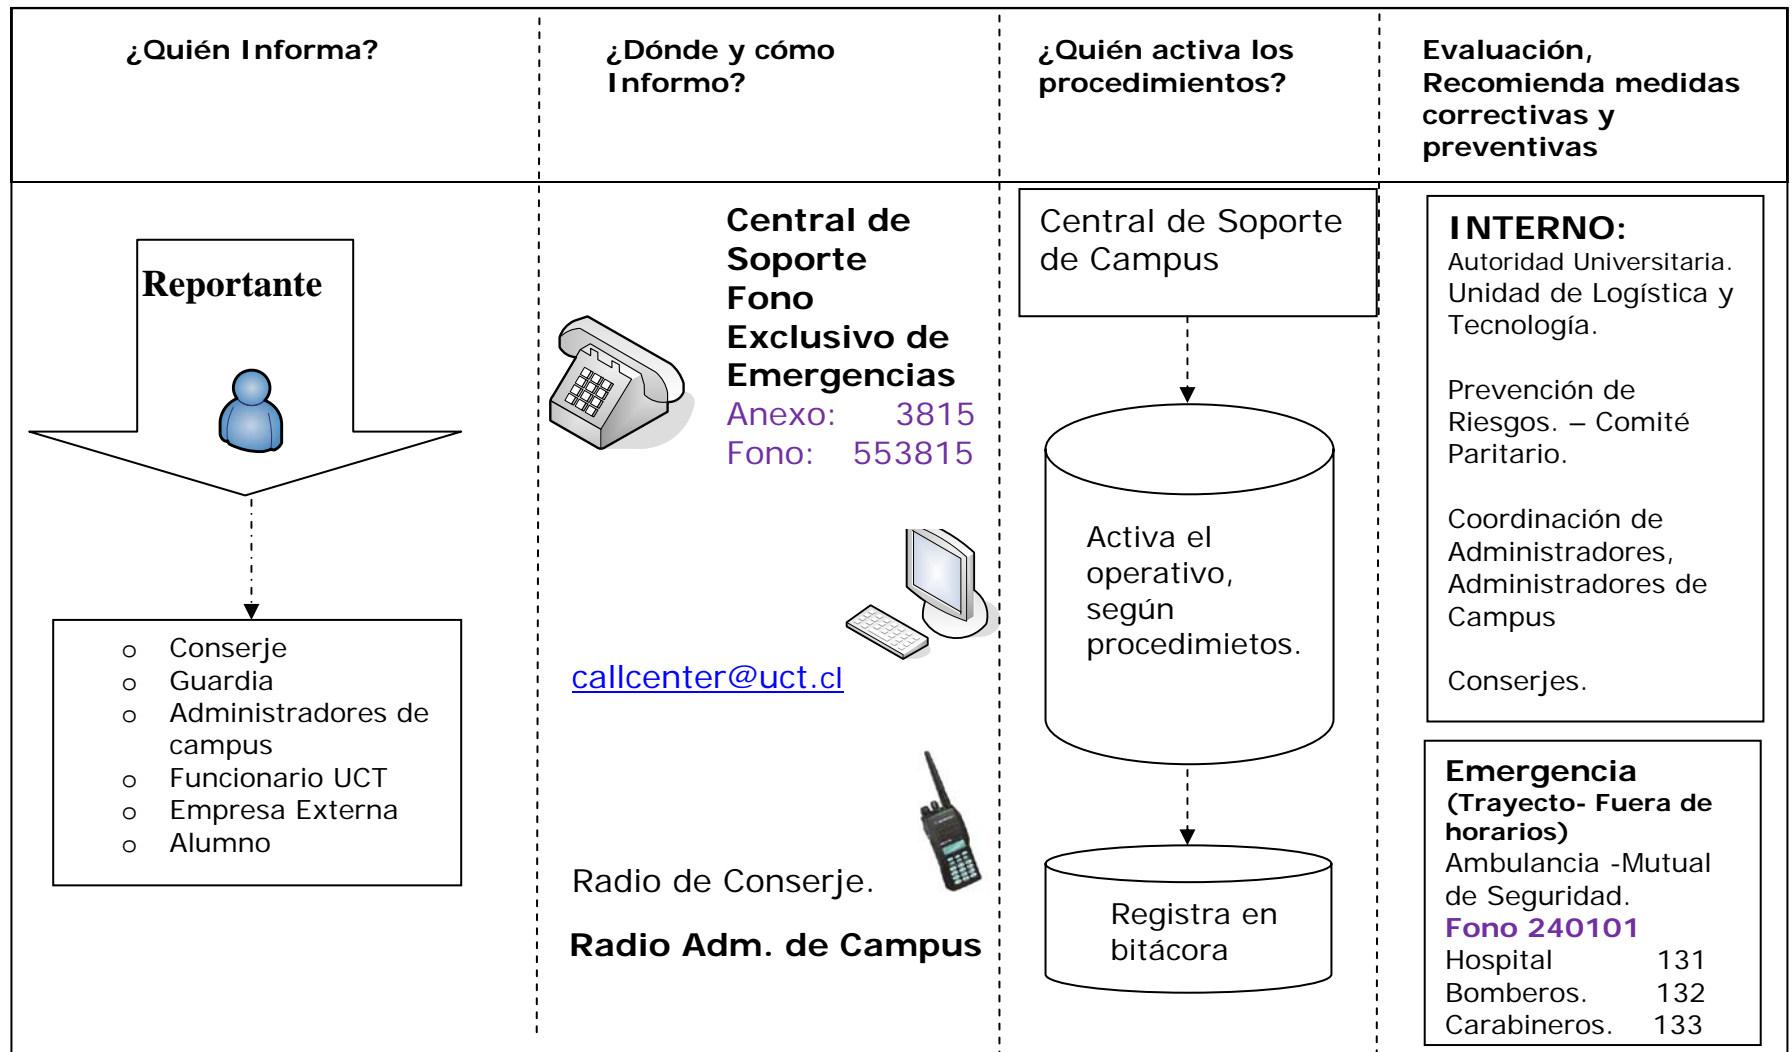 ¿Quién Informa?
¿Dónde y cómo
Informo?
¿Quién activa los
procedimientos?
Evaluación,
Recomienda medidas
correctivas y
preventivas
Reportante
o Conserje
o Guardia
o Administradores de
campus
o Funcionario UCT
o Empresa Externa
o Alumno
Central de
Soporte
Fono
Exclusivo de
Emergencias
Anexo: 3815
Fono: 553815
callcenter@uct.cl
Radio de Conserje.
Radio Adm. de Campus
Central de Soporte
de Campus
Activa el
operativo,
según
procedimietos.
Registra en
bitácora
INTERNO:
Autoridad Universitaria.
Unidad de Logística y
Tecnología.
Prevención de
Riesgos. – Comité
Paritario.
Coordinación de
Administradores,
Administradores de
Campus
Conserjes.
Emergencia
(Trayecto- Fuera de
horarios)
Ambulancia -Mutual
de Seguridad.
Fono 240101
Hospital 131
Bomberos. 132
Carabineros. 133